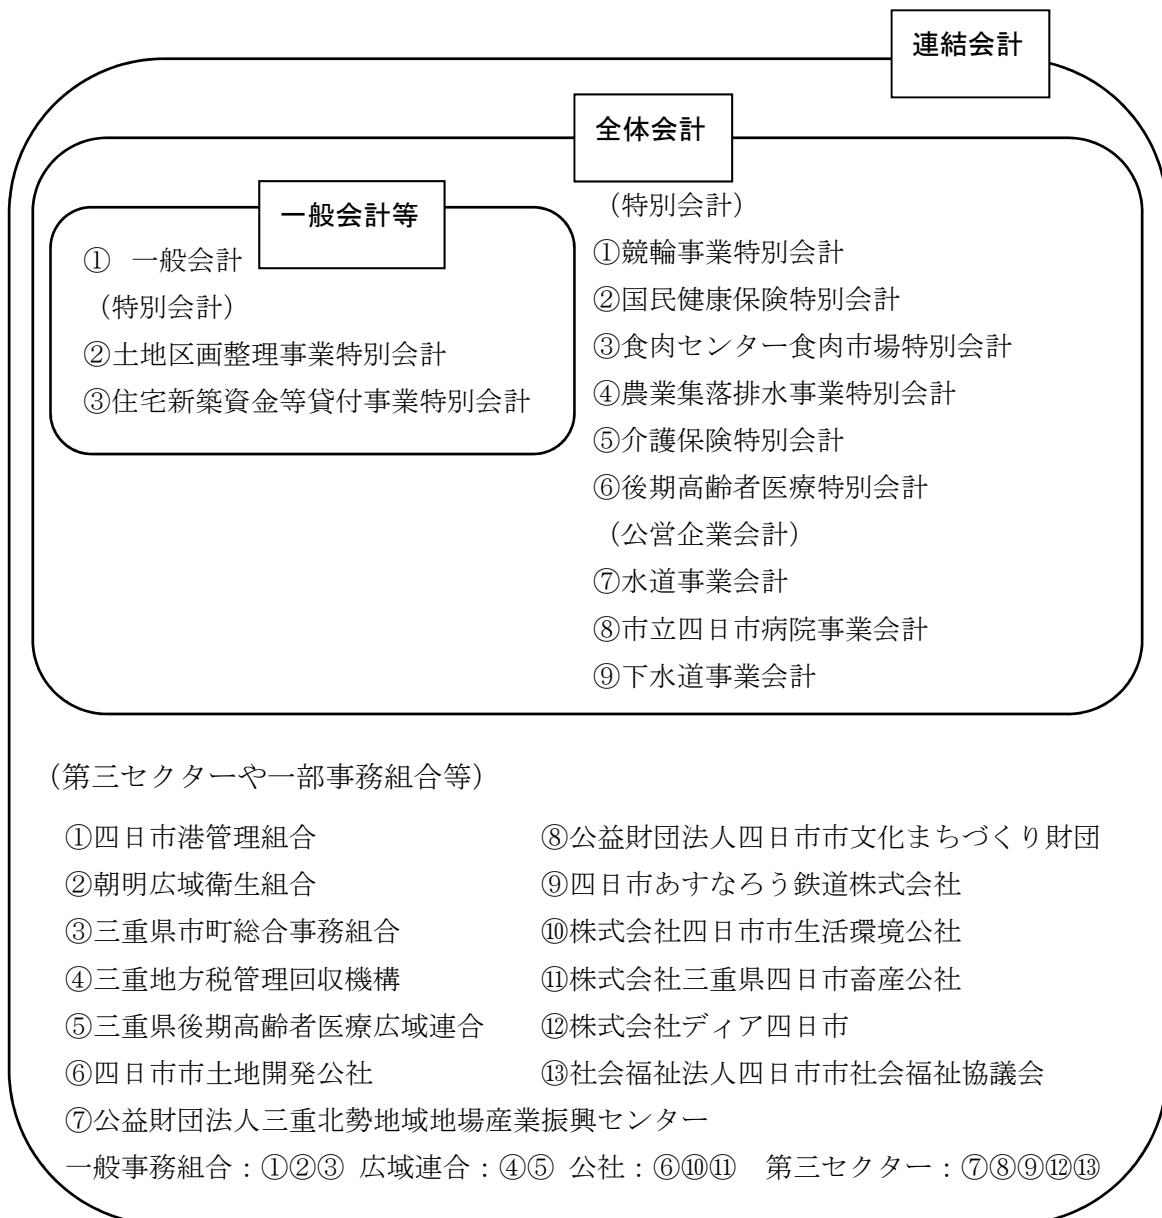 連結会計
全体会計
一般会計等
① 一般会計
(特別会計)
②土地区画整理事業特別会計
③住宅新築資金等貸付事業特別会計
(特別会計)
①競輪事業特別会計
②国民健康保険特別会計
③食肉センター食肉市場特別会計
④農業集落排水事業特別会計
⑤介護保険特別会計
⑥後期高齢者医療特別会計
(公営企業会計)
⑦水道事業会計
⑧市立四日市病院事業会計
⑨下水道事業会計
(第三セクターや一部事務組合等)
①四日市港管理組合
②朝明広域衛生組合
③三重県市町総合事務組合
④三重地方税管理回収機構
⑤三重県後期高齢者医療広域連合
⑥四日市市土地開発公社
⑦公益財団法人三重北勢地域地場産業振興センター
⑧公益財団法人四日市市文化まちづくり財団
⑨四日市あすなろう鉄道株式会社
⑩株式会社四日市市生活環境公社
⑪株式会社三重県四日市畜産公社
⑫株式会社ディア四日市
⑬社会福祉法人四日市市社会福祉協議会
一般事務組合:①②③ 広域連合:④⑤ 公社:⑥⑩⑪ 第三セクター:⑦⑧⑨⑫⑬